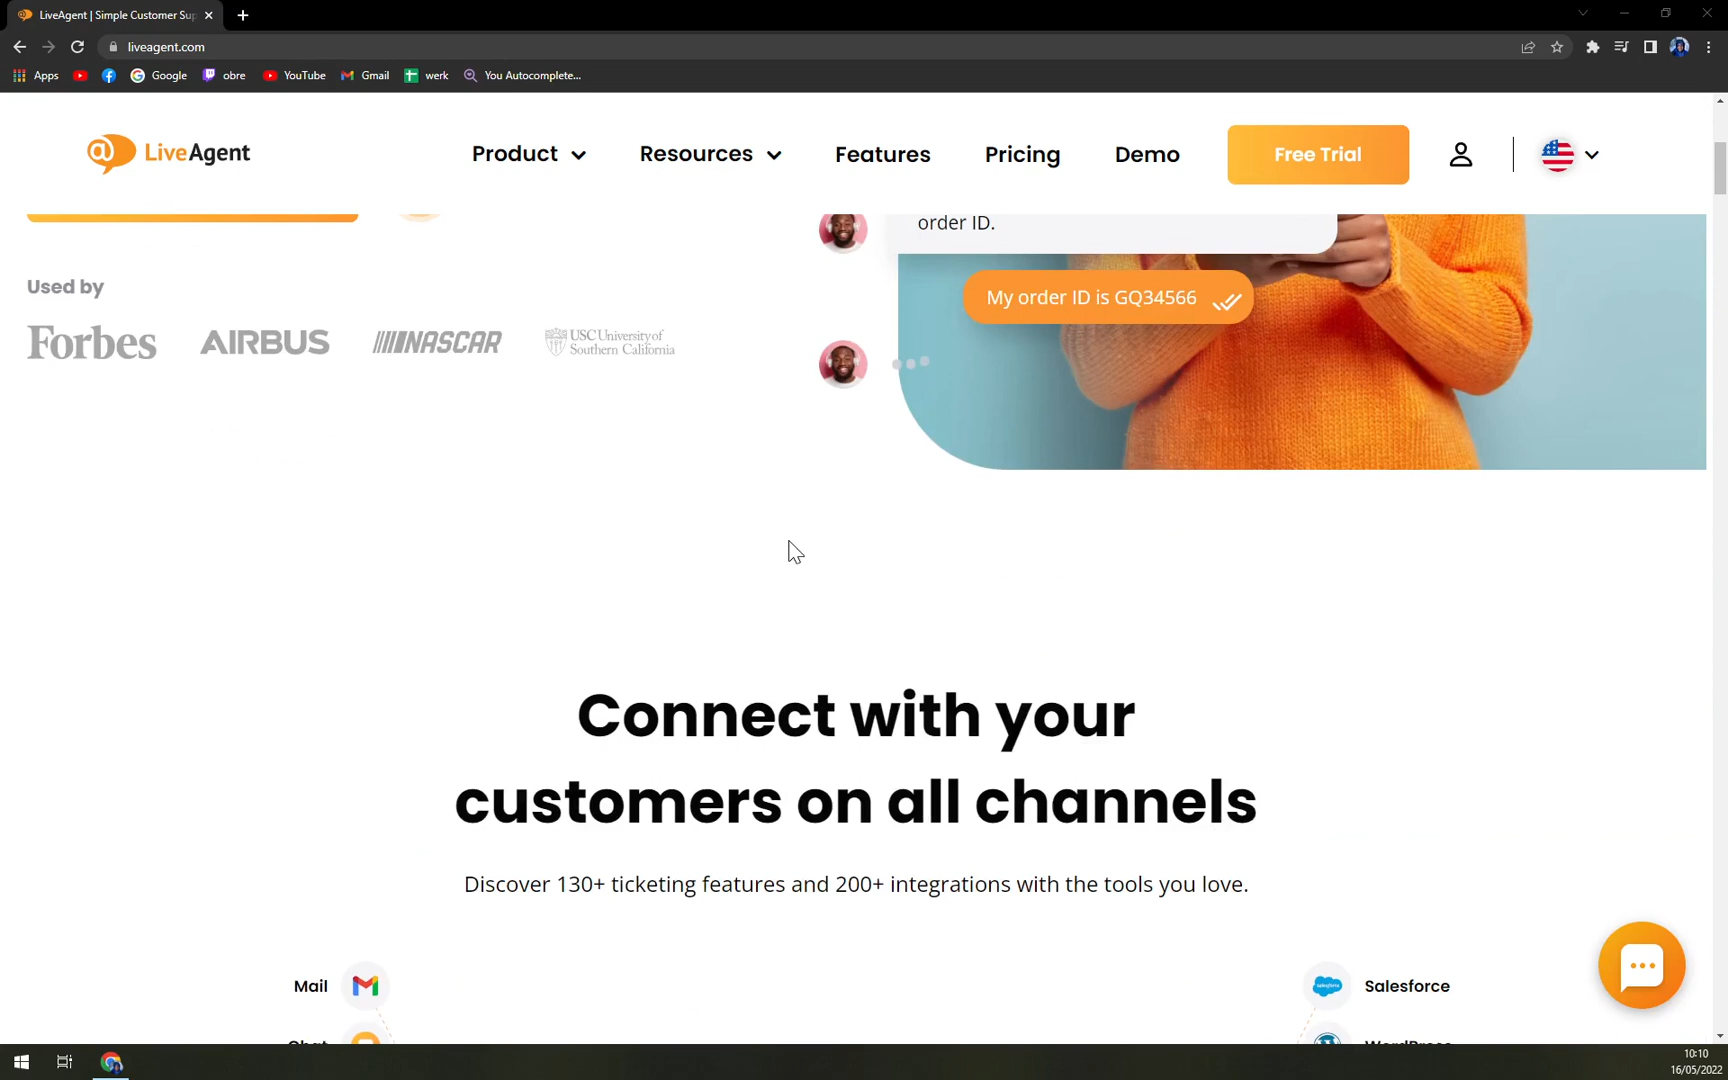 LiveAgent | Simple Customer Sup
liveagent.com
Apps
Google
obre
YouTube
Gmail
werk
You Autocomplete...
LiveAgent
Product
Resources
Features
Pricing
Demo
Free Trial
order ID.
My order ID is GQ34566
Used by
Forbes
AIRBUS
NASCAR
USC University of
Southern California
Connect with your
customers on all channels
Discover 130+ ticketing features and 200+ integrations with the tools you love.
Mail
Salesforce
Chat
WordPress
10:10
16/05/2022